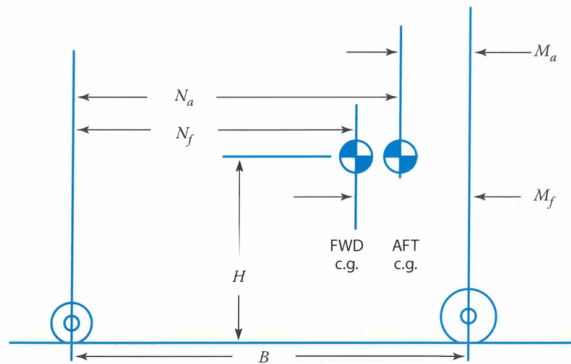 M_a
N_a
N_f
M_f
FWD
c.g.
AFT
c.g.
H
B